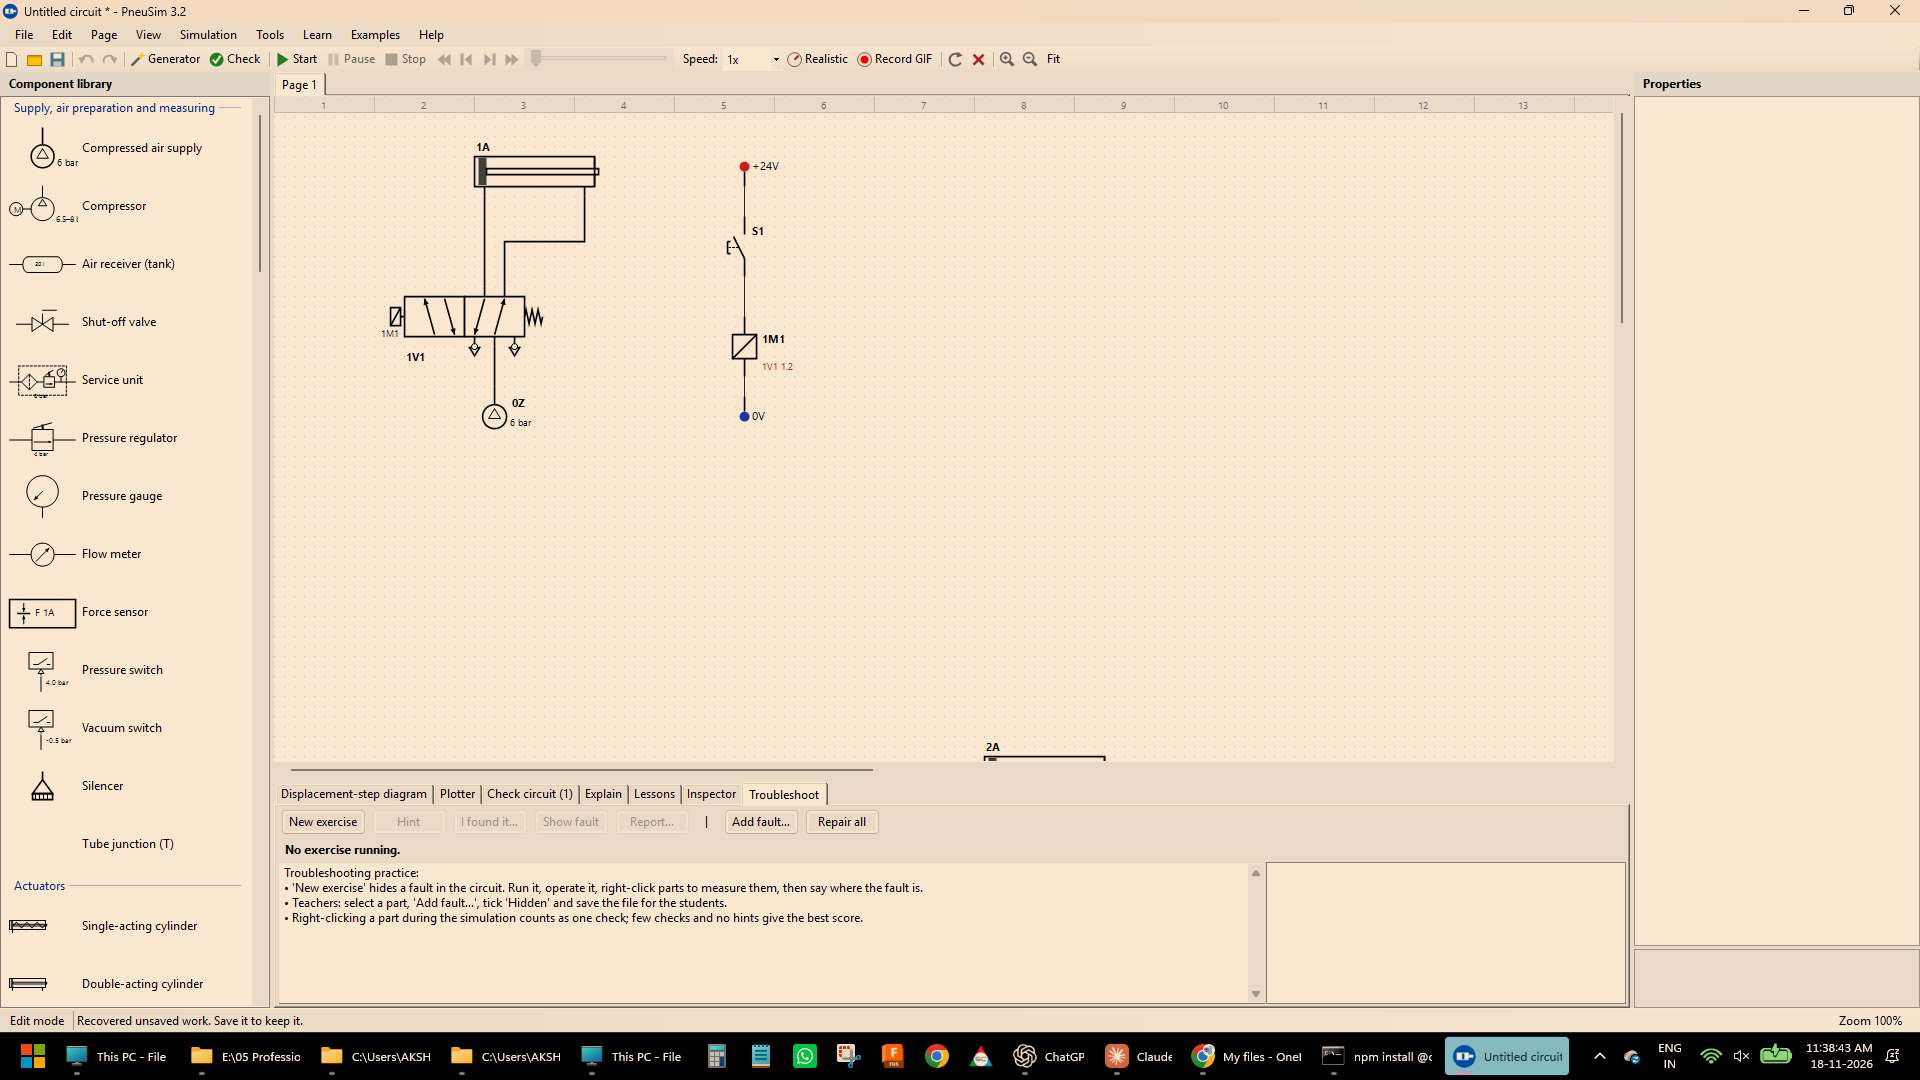 Untitled circuit * - PneuSim 3.2
File Edit Page View Simulation Tools Learn Examples Help
Generator Check Start Pause Stop Speed: 1x Realistic Record GIF Fit
Component library
Page 1
Properties
1 2 3 4 5 6 7 8 9 10 11 12 13
Supply, air preparation and measuring
6 bar
Compressed air supply
M
Compressor
Air receiver (tank)
Shut-off valve
Service unit
Pressure regulator
Pressure gauge
Flow meter
F 1A
Force sensor
4.0 bar
Pressure switch
-0.5 bar
Vacuum switch
Silencer
Tube junction (T)
Actuators
Single-acting cylinder
Double-acting cylinder
1A
+24V
S1
1M1
1V1
1M1
1V1 1.2
0Z
6 bar
0V
2A
Displacement-step diagram Plotter Check circuit (1) Explain Lessons Inspector Troubleshoot
New exercise Hint I found it... Show fault Report... | Add fault... Repair all
No exercise running.
Troubleshooting practice:
• 'New exercise' hides a fault in the circuit. Run it, operate it, right-click parts to measure them, then say where the fault is.
• Teachers: select a part, 'Add fault...', tick 'Hidden' and save the file for the students.
• Right-clicking a part during the simulation counts as one check; few checks and no hints give the best score.
Edit mode Recovered unsaved work. Save it to keep it.
Zoom 100%
This PC - File E:\05 Professio C:\Users\AKSH C:\Users\AKSH This PC - File ChatGP Claude My files - OneI npm install @c Untitled circuit
ENG
IN
11:38:43 AM
18-11-2026